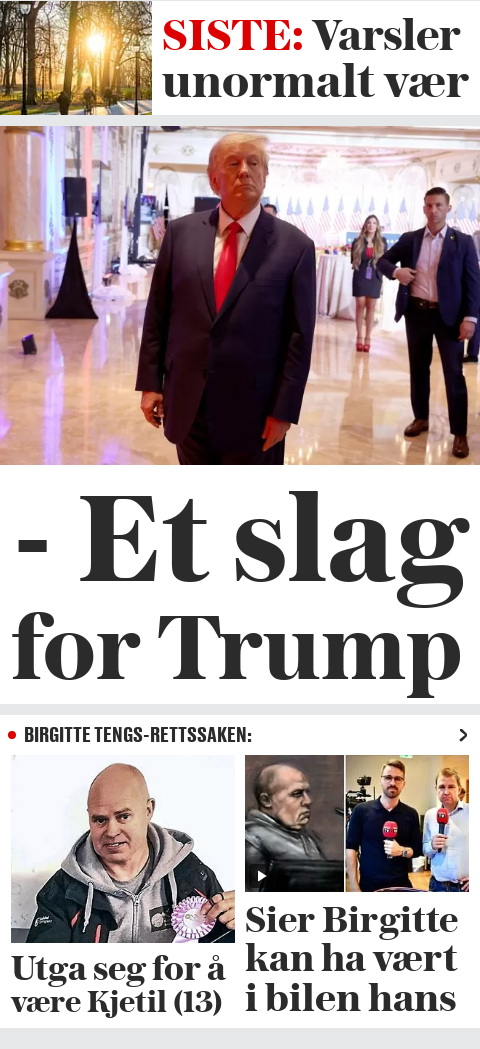 SISTE: Varsler
unormalt vær
- Et slag
for Trump
BIRGITTE TENGS-RETTSSAKEN:
Utga seg for å
være Kjetil (13)
Sier Birgitte
kan ha vært
i bilen hans